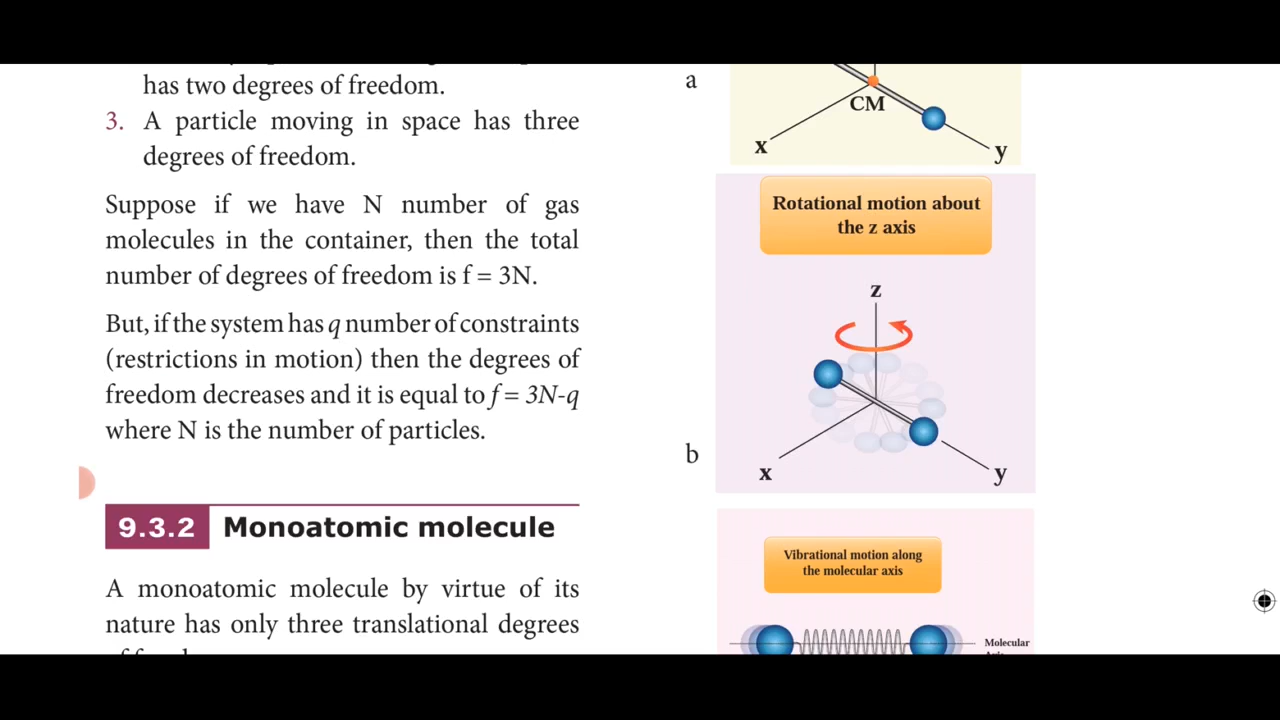 has two degrees of freedom.
3. A particle moving in space has three
degrees of freedom.
Suppose if we have N number of gas
molecules in the container, then the total
number of degrees of freedom is f = 3N.
But, if the system has q number of constraints
(restrictions in motion) then the degrees of
freedom decreases and it is equal to f = 3N-q
where N is the number of particles.
9.3.2 Monoatomic molecule
A monoatomic molecule by virtue of its
nature has only three translational degrees
a
CM
x
y
Rotational motion about
the z axis
z
b
x
y
Vibrational motion along
the molecular axis
Molecular